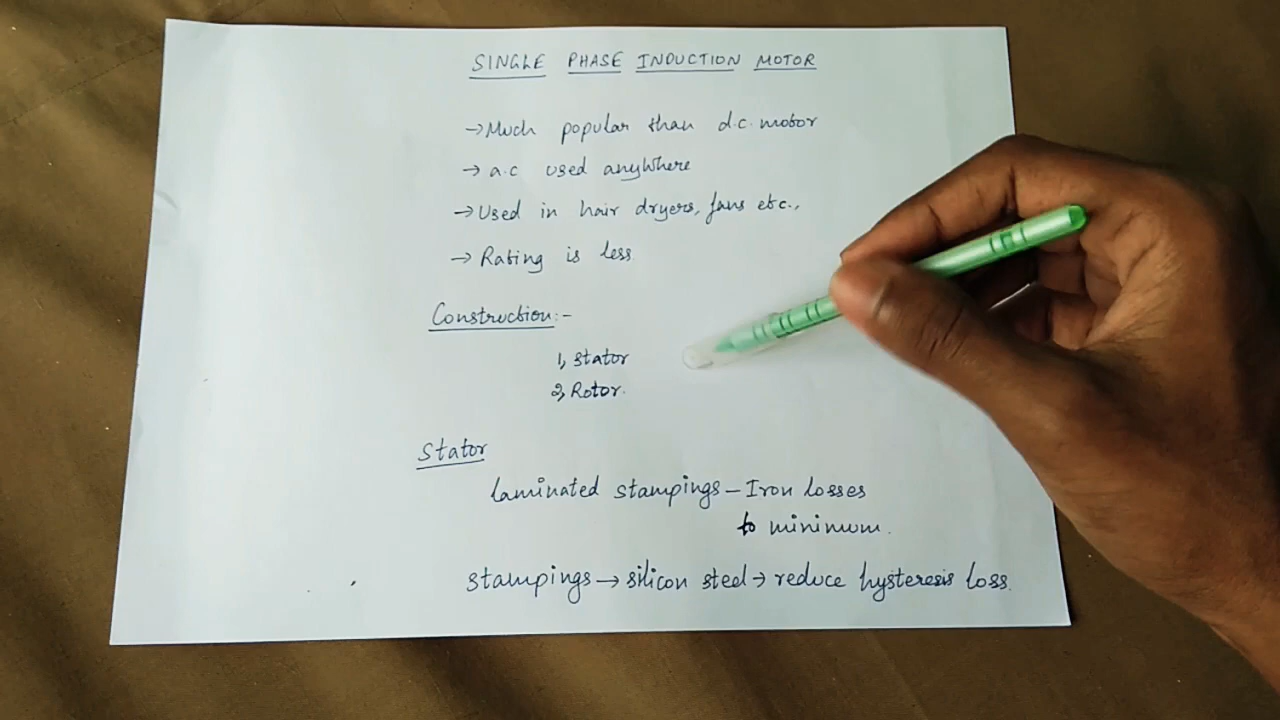 SINGLE PHASE INDUCTION MOTOR
→ Much popular than d.c. motor
→ a.c used anywhere
→ Used in hair dryers, fans etc.,
→ Rating is less
Construction:-
1, Stator
2, Rotor.
Stator
laminated stampings – Iron losses
to minimum.
stampings → silicon steel → reduce hysteresis loss.